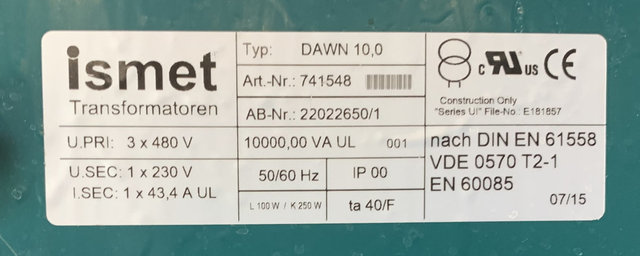 ismet
Transformatoren
Typ: DAWN 10,0
Art.-Nr.: 741548
AB-Nr.: 22022650/1
c RU US CE
Construction Only
"Series UI" File-No.: E181857
U.PRI: 3 x 480 V
10000,00 VA UL 001
U.SEC: 1 x 230 V
I.SEC: 1 x 43,4 A UL
50/60 Hz
IP 00
L 100 W / K 250 W
ta 40/F
nach DIN EN 61558
VDE 0570 T2-1
EN 60085
07/15